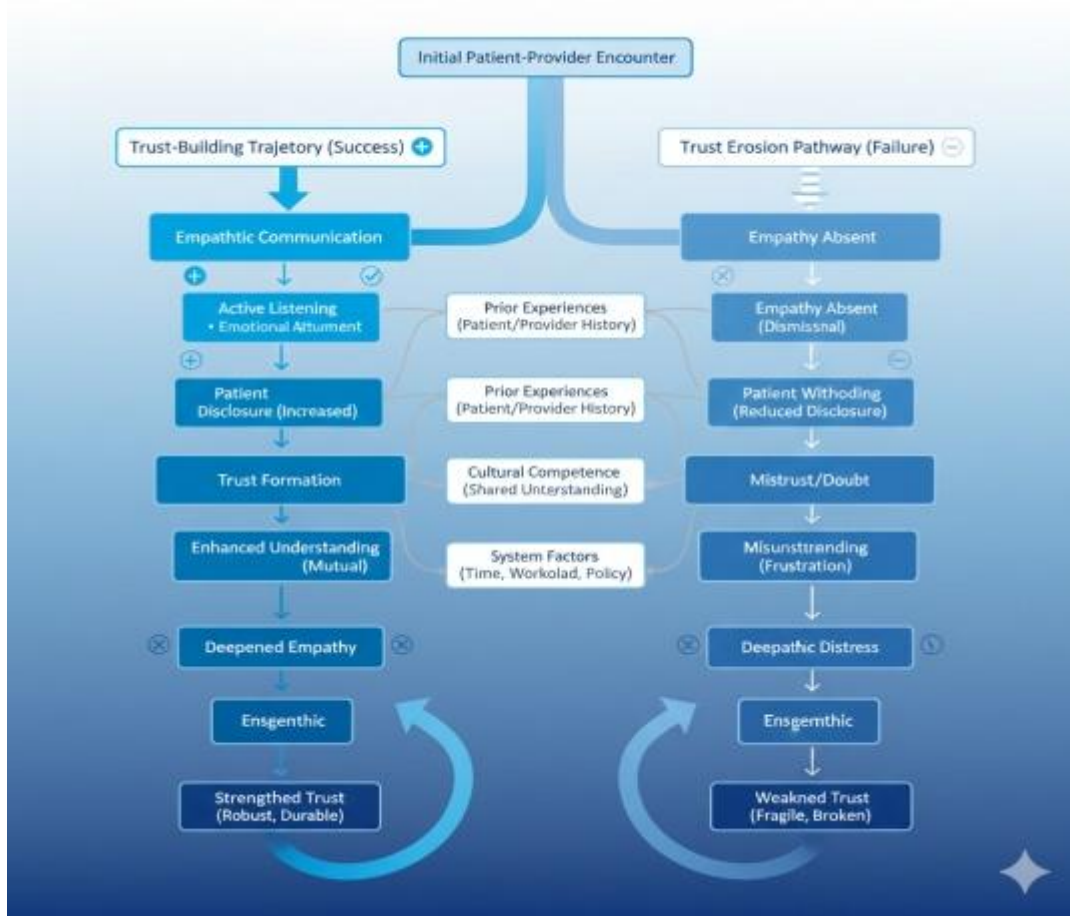 Initial Patient-Provider Encounter
Trust-Building Trajetory (Success)
Trust Erosion Pathway (Failure)
Empathtic Communication
Empathy Absent
Active Listening
• Emotional Attument
Prior Experiences
(Patient/Provider History)
Empathy Absent
(Dismissnal)
Patient
Disclosure (Increased)
Prior Experiences
(Patient/Provider History)
Patient Withoding
(Reduced Disclosure)
Trust Formation
Cultural Competence
(Shared Unterstanding)
Mistrust/Doubt
Enhanced Understanding
(Mutual)
System Factors
(Time, Workolad, Policy)
Misunsttrending
(Frustration)
Deepened Empathy
Deepathic Distress
Ensgenthic
Ensgemthic
Strengthed Trust
(Robust, Durable)
Weakned Trust
(Fragile, Broken)